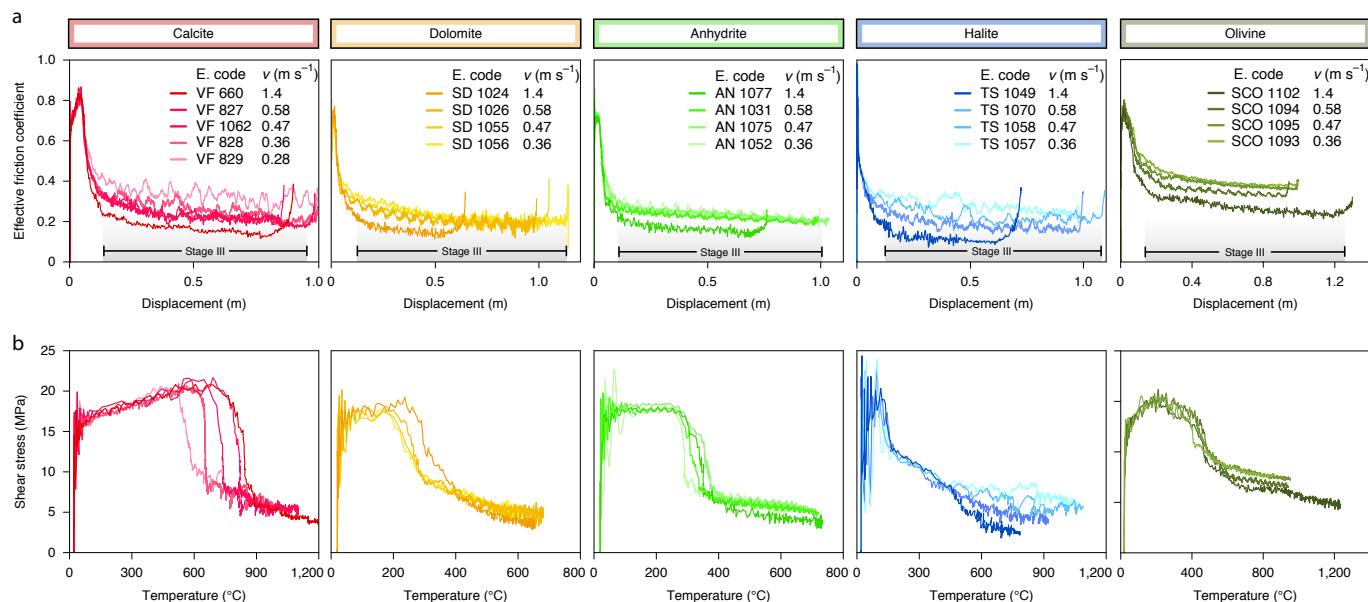 a
Calcite
Dolomite
Anhydrite
Halite
Olivine
Effective friction coefficient
1.0
0.8
0.6
0.4
0.2
0
E. code v (m s⁻¹)
VF 660 1.4
VF 827 0.58
VF 1062 0.47
VF 828 0.36
VF 829 0.28
Stage III
0 0.5 1.0
Displacement (m)
E. code v (m s⁻¹)
SD 1024 1.4
SD 1026 0.58
SD 1055 0.47
SD 1056 0.36
Stage III
0 0.5 1.0
Displacement (m)
E. code v (m s⁻¹)
AN 1077 1.4
AN 1031 0.58
AN 1075 0.47
AN 1052 0.36
Stage III
0 0.5 1.0
Displacement (m)
E. code v (m s⁻¹)
TS 1049 1.4
TS 1070 0.58
TS 1058 0.47
TS 1057 0.36
Stage III
0 0.5 1.0
Displacement (m)
E. code v (m s⁻¹)
SCO 1102 1.4
SCO 1094 0.58
SCO 1095 0.47
SCO 1093 0.36
Stage III
0 0.4 0.8 1.2
Displacement (m)
b
Shear stress (MPa)
25
20
15
10
5
0
0 300 600 900 1,200
Temperature (°C)
0 200 400 600 800
Temperature (°C)
0 200 400 600 800
Temperature (°C)
0 300 600 900 1,200
Temperature (°C)
0 400 800 1,200
Temperature (°C)